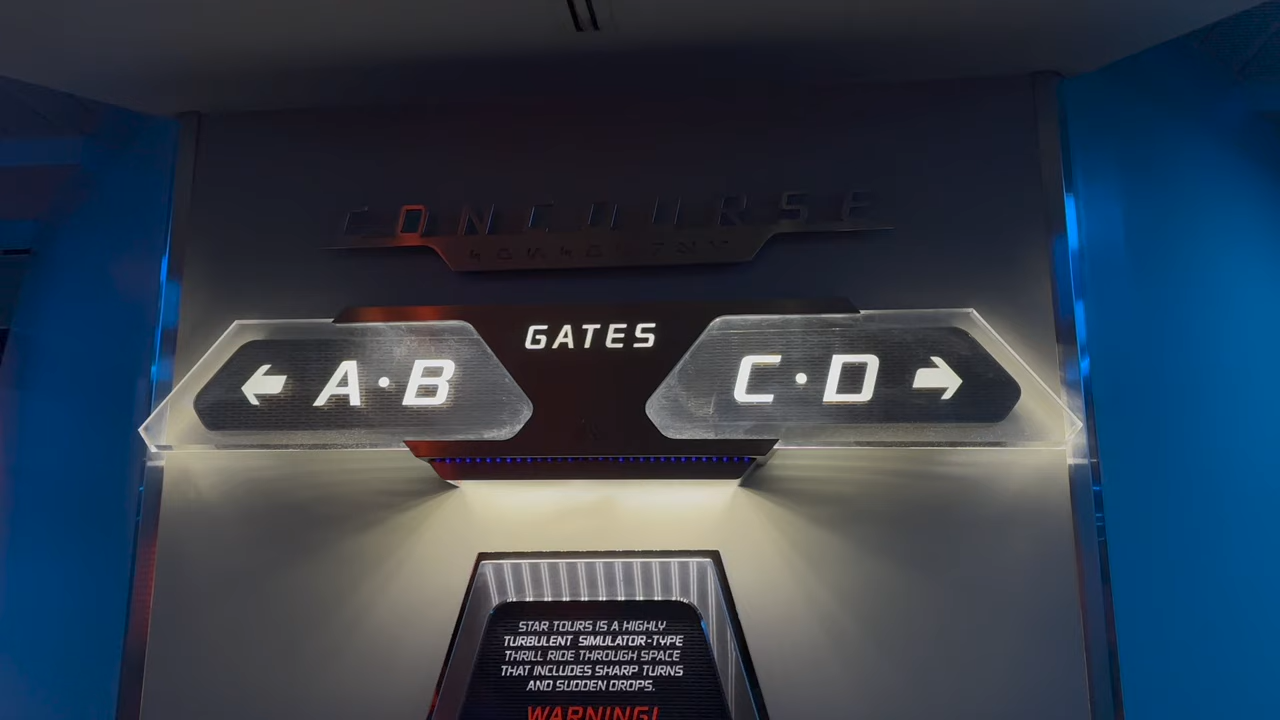 CONCOURSE
GATES
← A·B
C·D →
STAR TOURS IS A HIGHLY
TURBULENT SIMULATOR-TYPE
THRILL RIDE THROUGH SPACE
THAT INCLUDES SHARP TURNS
AND SUDDEN DROPS.
WARNING!